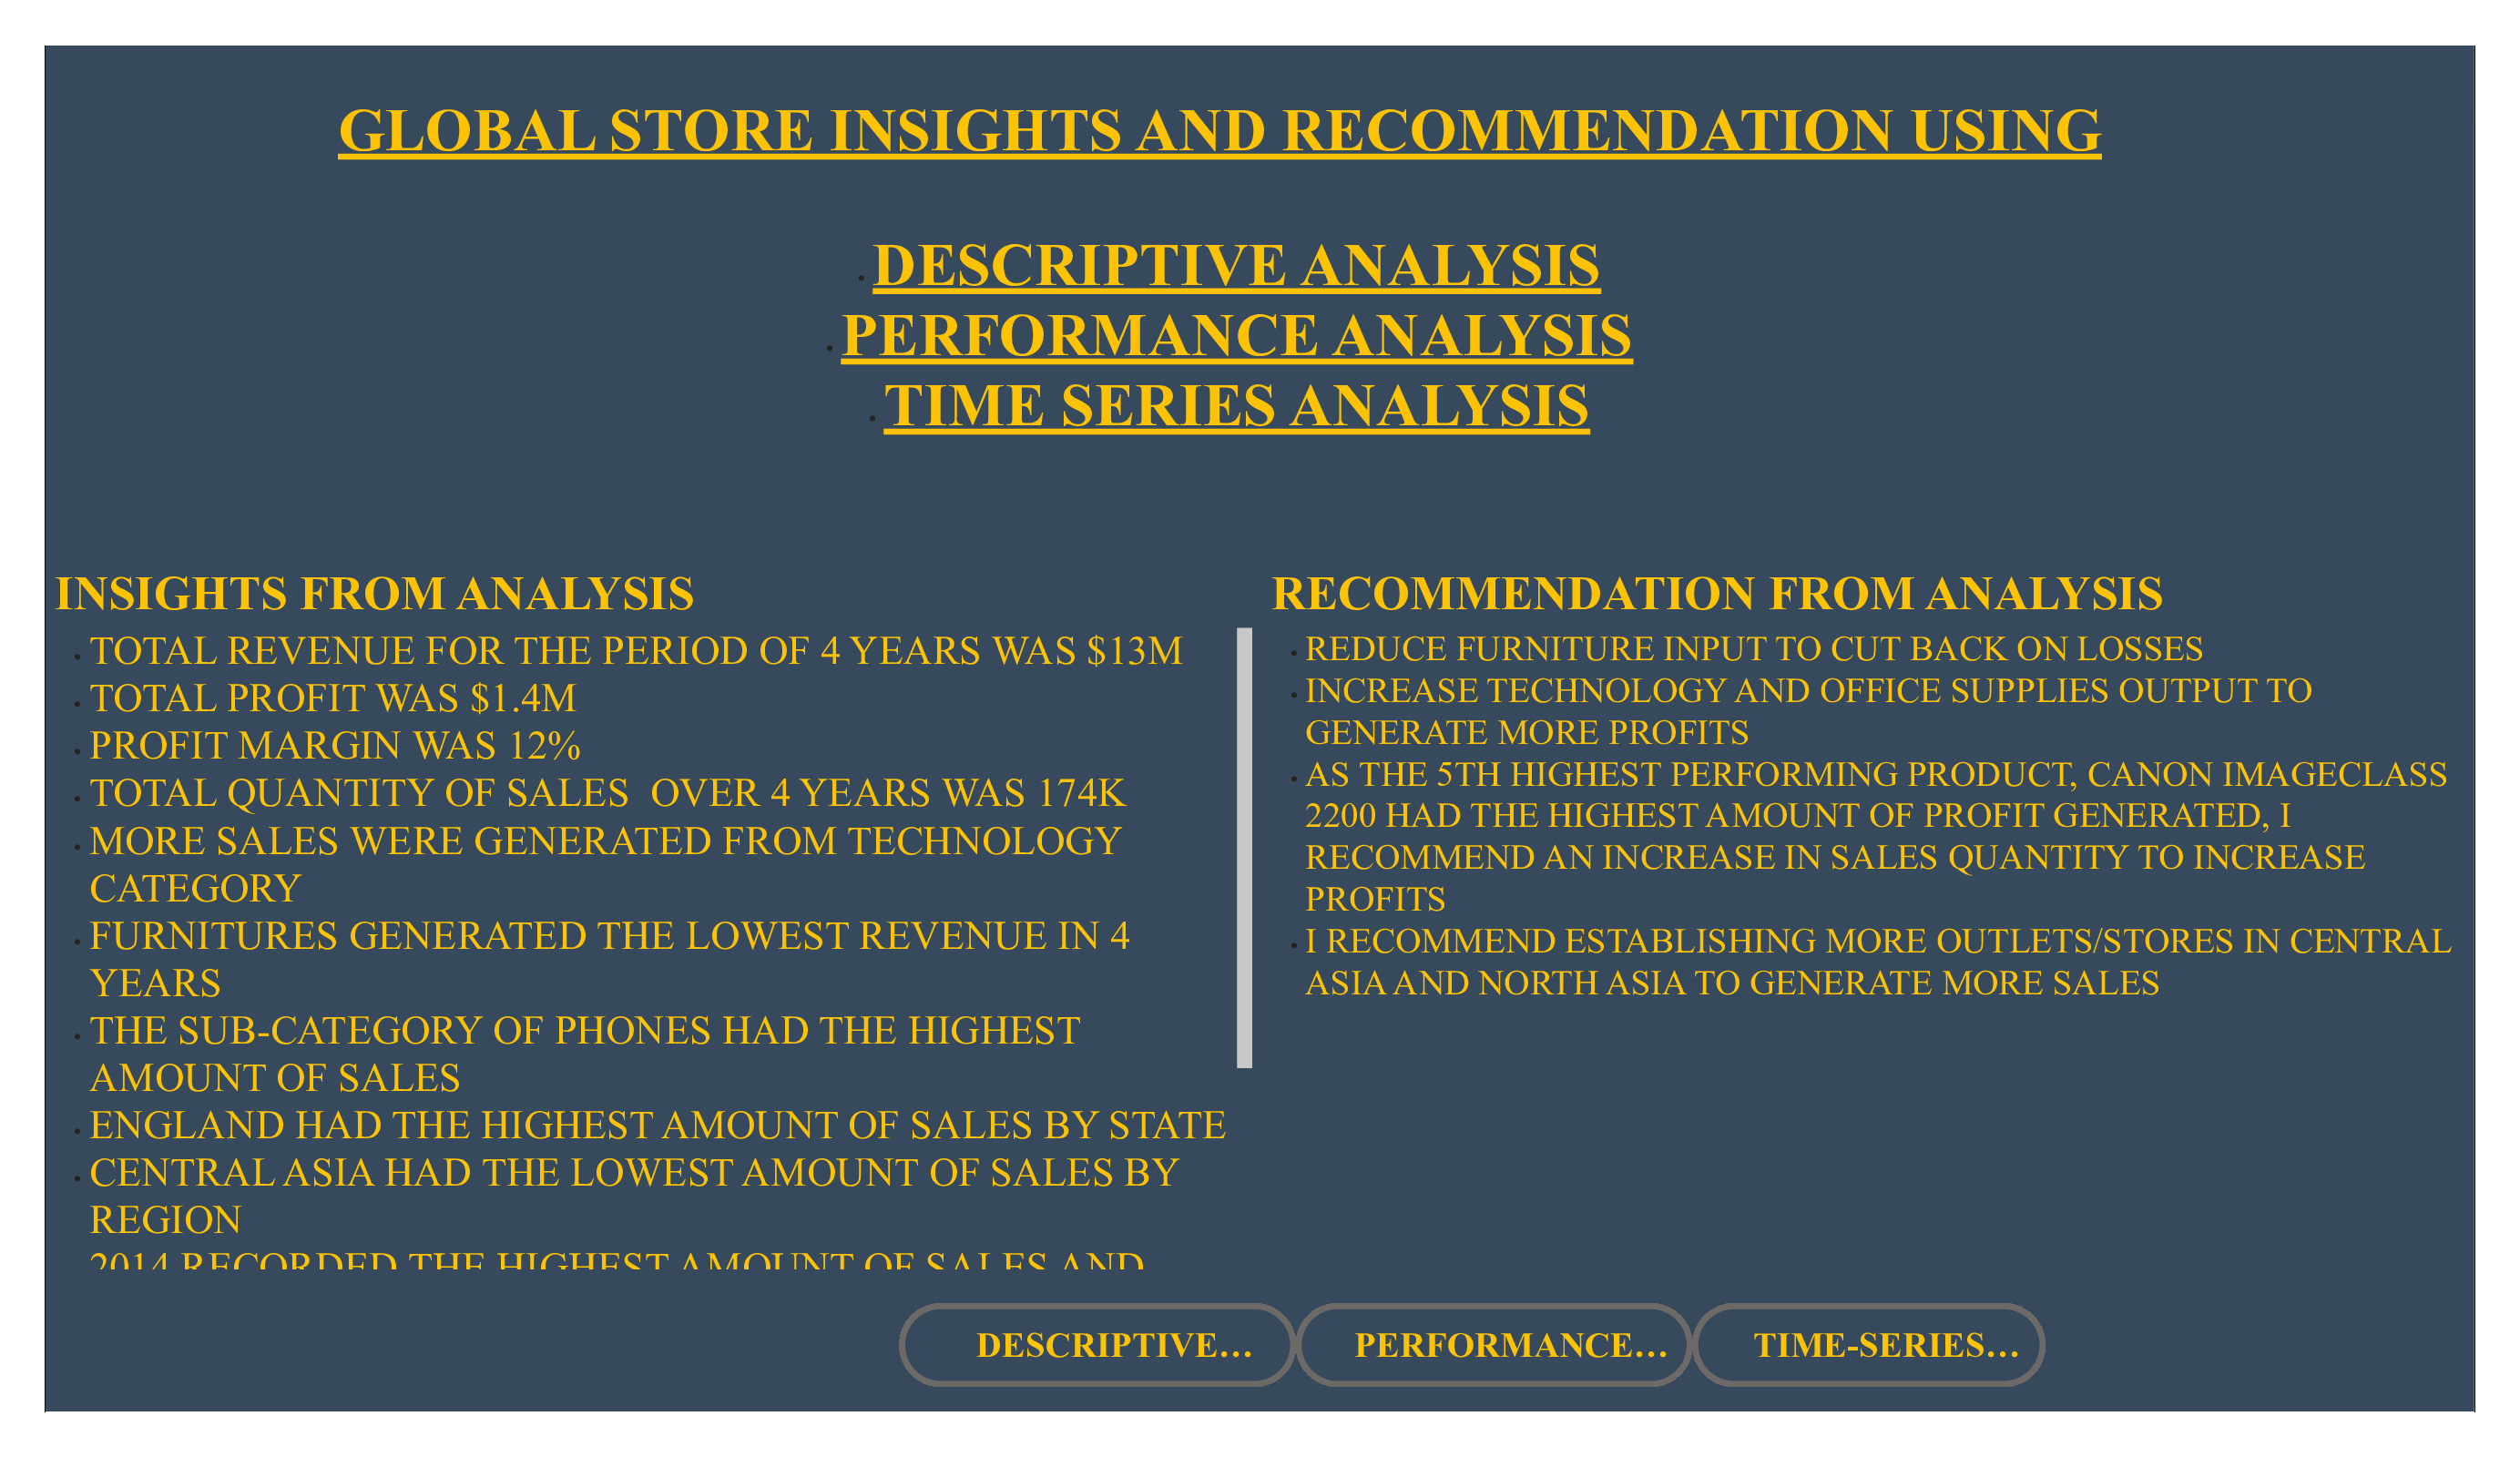 GLOBAL STORE INSIGHTS AND RECOMMENDATION USING
DESCRIPTIVE ANALYSIS
PERFORMANCE ANALYSIS
TIME SERIES ANALYSIS
INSIGHTS FROM ANALYSIS
TOTAL REVENUE FOR THE PERIOD OF 4 YEARS WAS $13M
TOTAL PROFIT WAS $1.4M
PROFIT MARGIN WAS 12%
TOTAL QUANTITY OF SALES  OVER 4 YEARS WAS 174K
MORE SALES WERE GENERATED FROM TECHNOLOGY
CATEGORY
FURNITURES GENERATED THE LOWEST REVENUE IN 4
YEARS
THE SUB-CATEGORY OF PHONES HAD THE HIGHEST
AMOUNT OF SALES
ENGLAND HAD THE HIGHEST AMOUNT OF SALES BY STATE
CENTRAL ASIA HAD THE LOWEST AMOUNT OF SALES BY
REGION
2014 RECORDED THE HIGHEST AMOUNT OF SALES AND
RECOMMENDATION FROM ANALYSIS
REDUCE FURNITURE INPUT TO CUT BACK ON LOSSES
INCREASE TECHNOLOGY AND OFFICE SUPPLIES OUTPUT TO
GENERATE MORE PROFITS
AS THE 5TH HIGHEST PERFORMING PRODUCT, CANON IMAGECLASS
2200 HAD THE HIGHEST AMOUNT OF PROFIT GENERATED, I
RECOMMEND AN INCREASE IN SALES QUANTITY TO INCREASE
PROFITS
I RECOMMEND ESTABLISHING MORE OUTLETS/STORES IN CENTRAL
ASIA AND NORTH ASIA TO GENERATE MORE SALES
DESCRIPTIVE…
PERFORMANCE…
TIME-SERIES…